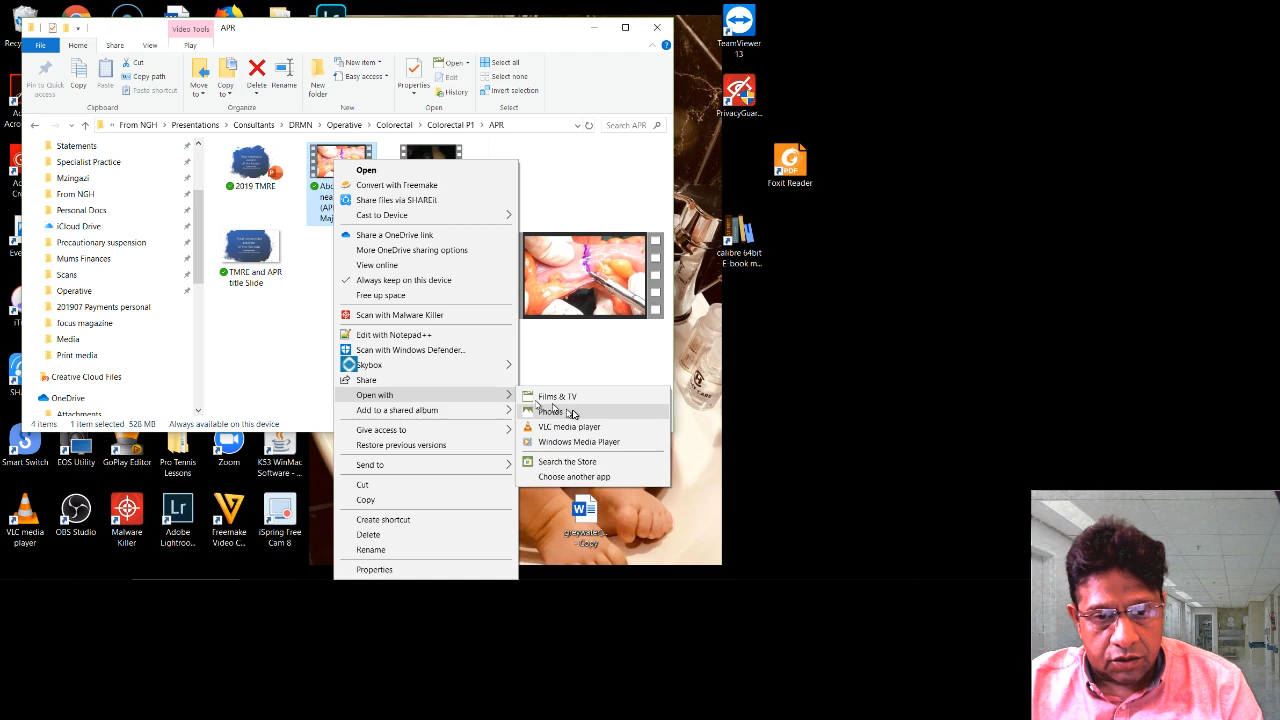 Video Tools
APR
File
Home
Share
View
Play
Pin to Quick access
Copy
Paste
Cut
Copy path
Paste shortcut
Clipboard
Move to
Copy to
Delete
Rename
Organize
New folder
New item
Easy access
New
Properties
Open
Edit
History
Open
Select all
Select none
Invert selection
Select
From NGH
Presentations
Consultants
DRMN
Operative
Colorectal
Colorectal P1
APR
Search APR
Statements
Specialist Practice
Mzingazi
From NGH
Personal Docs
iCloud Drive
Precautionary suspension
Mums Finances
Scans
Operative
201907 Payments personal
focus magazine
Media
Print media
Creative Cloud Files
OneDrive
Attachments
2019 TMRE
TMRE and APR title Slide
4 items
1 item selected
528 MB
Always available on this device
Open
Convert with Freemake
Share files via SHAREit
Cast to Device
Share a OneDrive link
More OneDrive sharing options
View online
Always keep on this device
Free up space
Scan with Malware Killer
Edit with Notepad++
Scan with Windows Defender...
Skybox
Share
Open with
Add to a shared album
Give access to
Restore previous versions
Send to
Cut
Copy
Create shortcut
Delete
Rename
Properties
Films & TV
Photos
VLC media player
Windows Media Player
Search the Store
Choose another app
TeamViewer 13
PrivacyGuar...
Foxit Reader
PDF
calibre 64bit
E-book m...
Smart Switch
EOS Utility
GoPlay Editor
Pro Tennis Lessons
Zoom
K53 WinMac Software - ...
VLC media player
OBS Studio
Malware Killer
Adobe Lightroo...
Freemake Video C...
iSpring Free Cam 8
greywater_... - Copy